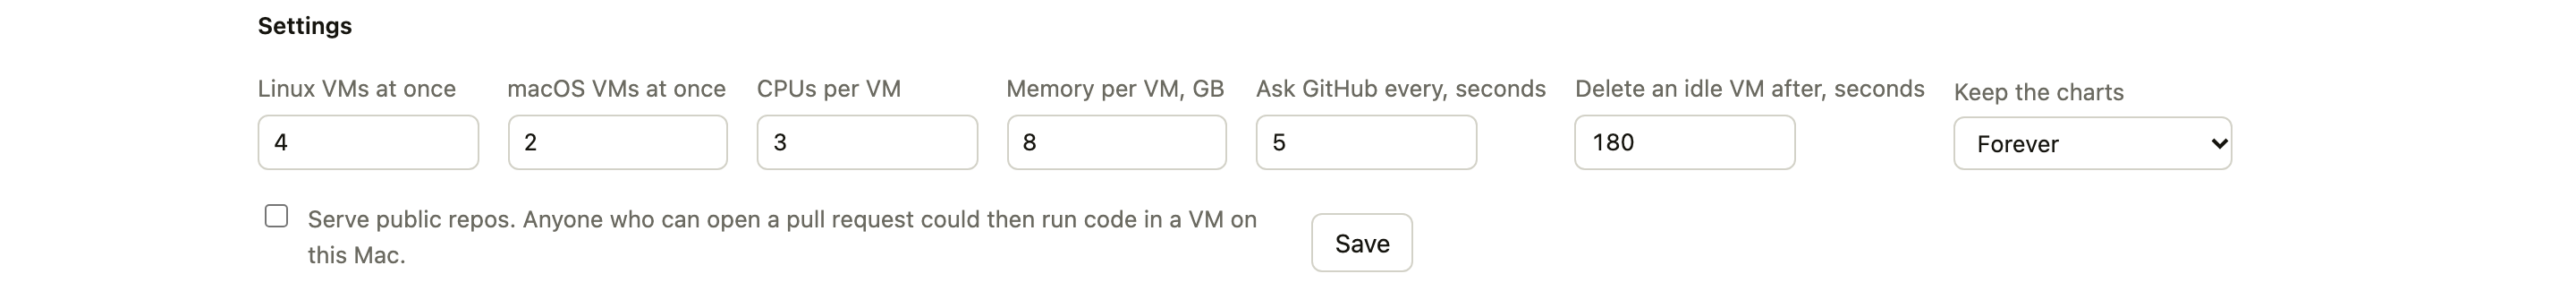 Settings
Linux VMs at once
macOS VMs at once
CPUs per VM
Memory per VM, GB
Ask GitHub every, seconds
Delete an idle VM after, seconds
Keep the charts
4
2
3
8
5
180
Forever
Serve public repos. Anyone who can open a pull request could then run code in a VM on
this Mac.
Save